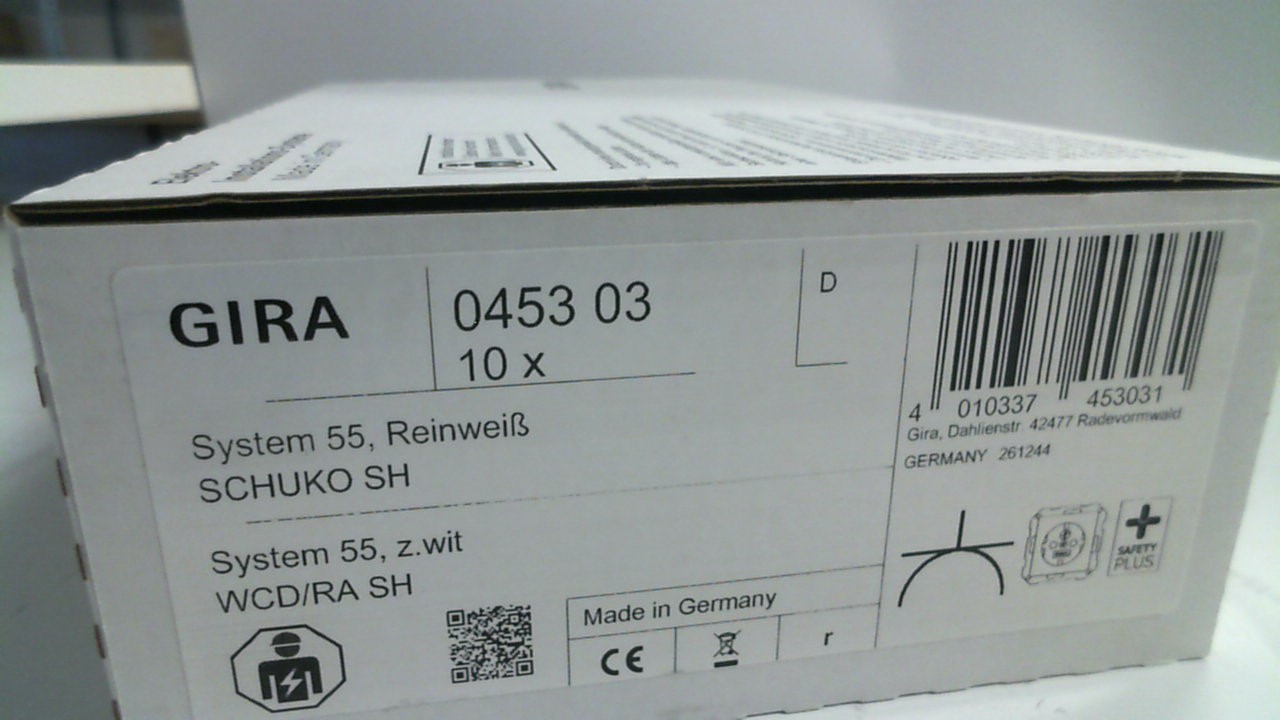 GIRA
0453 03
10 x
D
4 010337 453031
Gira, Dahlienstr. 42477 Radevormwald
GERMANY 261244
System 55, Reinweiß
SCHUKO SH
System 55, z.wit
WCD/RA SH
SAFETY
PLUS
Made in Germany
CE
r